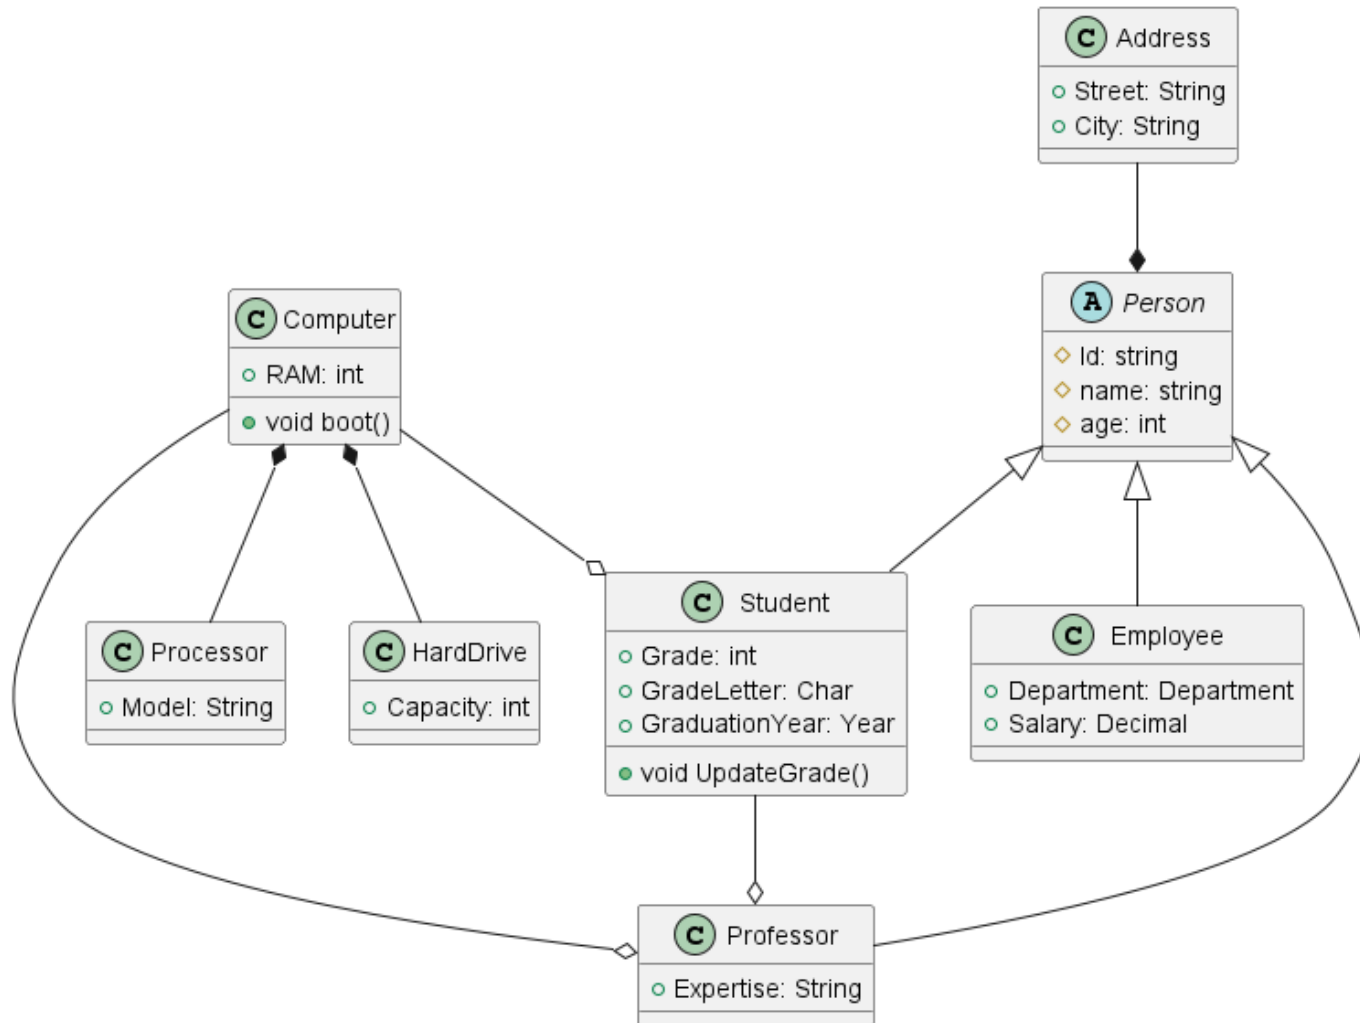 C Address
Street: String
City: String
C Computer
RAM: int
void boot()
A Person
Id: string
name: string
age: int
C Processor
Model: String
C HardDrive
Capacity: int
C Student
Grade: int
GradeLetter: Char
GraduationYear: Year
void UpdateGrade()
C Employee
Department: Department
Salary: Decimal
C Professor
Expertise: String